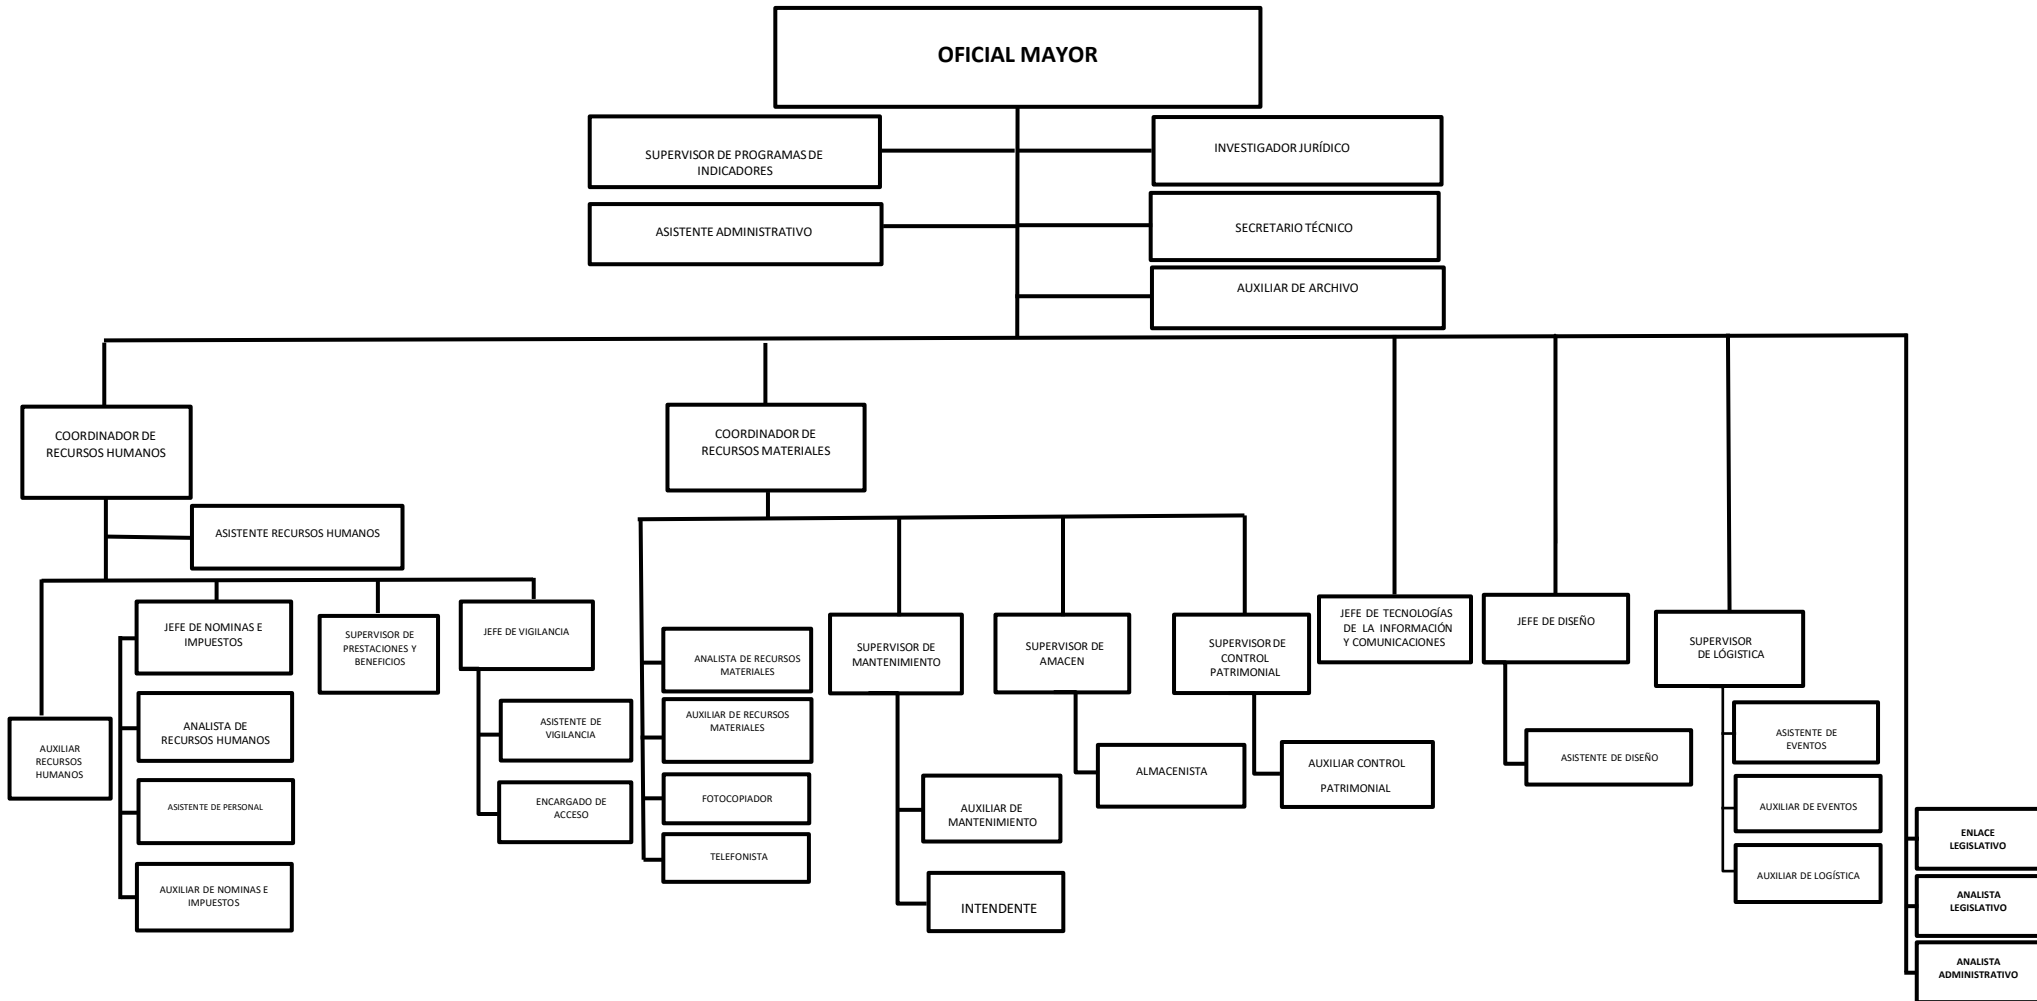 OFICIAL MAYOR
SUPERVISOR DE PROGRAMAS DE
INDICADORES
INVESTIGADOR JURÍDICO
ASISTENTE ADMINISTRATIVO
SECRETARIO TÉCNICO
AUXILIAR DE ARCHIVO
COORDINADOR DE
RECURSOS HUMANOS
COORDINADOR DE
RECURSOS MATERIALES
ASISTENTE RECURSOS HUMANOS
AUXILIAR
RECURSOS
HUMANOS
JEFE DE NOMINAS E
IMPUESTOS
ANALISTA DE
RECURSOS HUMANOS
ASISTENTE DE PERSONAL
AUXILIAR DE NOMINAS E
IMPUESTOS
SUPERVISOR DE
PRESTACIONES Y
BENEFICIOS
JEFE DE VIGILANCIA
ASISTENTE DE
VIGILANCIA
ENCARGADO DE
ACCESO
ANALISTA DE RECURSOS
MATERIALES
AUXILIAR DE RECURSOS
MATERIALES
FOTOCOPIADOR
TELEFONISTA
SUPERVISOR DE
MANTENIMIENTO
AUXILIAR DE
MANTENIMIENTO
INTENDENTE
SUPERVISOR DE
AMACEN
ALMACENISTA
SUPERVISOR DE
CONTROL
PATRIMONIAL
AUXILIAR CONTROL
PATRIMONIAL
JEFE DE TECNOLOGÍAS
DE LA INFORMACIÓN
Y COMUNICACIONES
JEFE DE DISEÑO
ASISTENTE DE DISEÑO
SUPERVISOR
DE LÓGISTICA
ASISTENTE DE
EVENTOS
AUXILIAR DE EVENTOS
AUXILIAR DE LOGÍSTICA
ENLACE
LEGISLATIVO
ANALISTA
LEGISLATIVO
ANALISTA
ADMINISTRATIVO